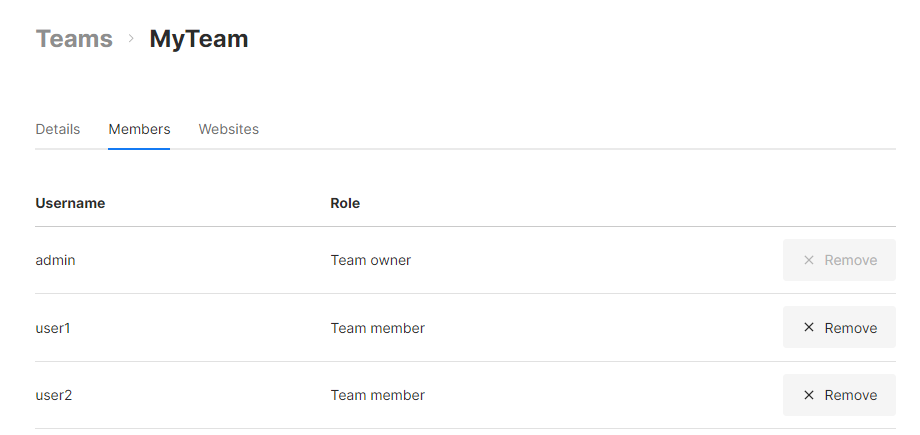 Teams > MyTeam
Details Members Websites
Username Role
admin Team owner × Remove
user1 Team member × Remove
user2 Team member × Remove